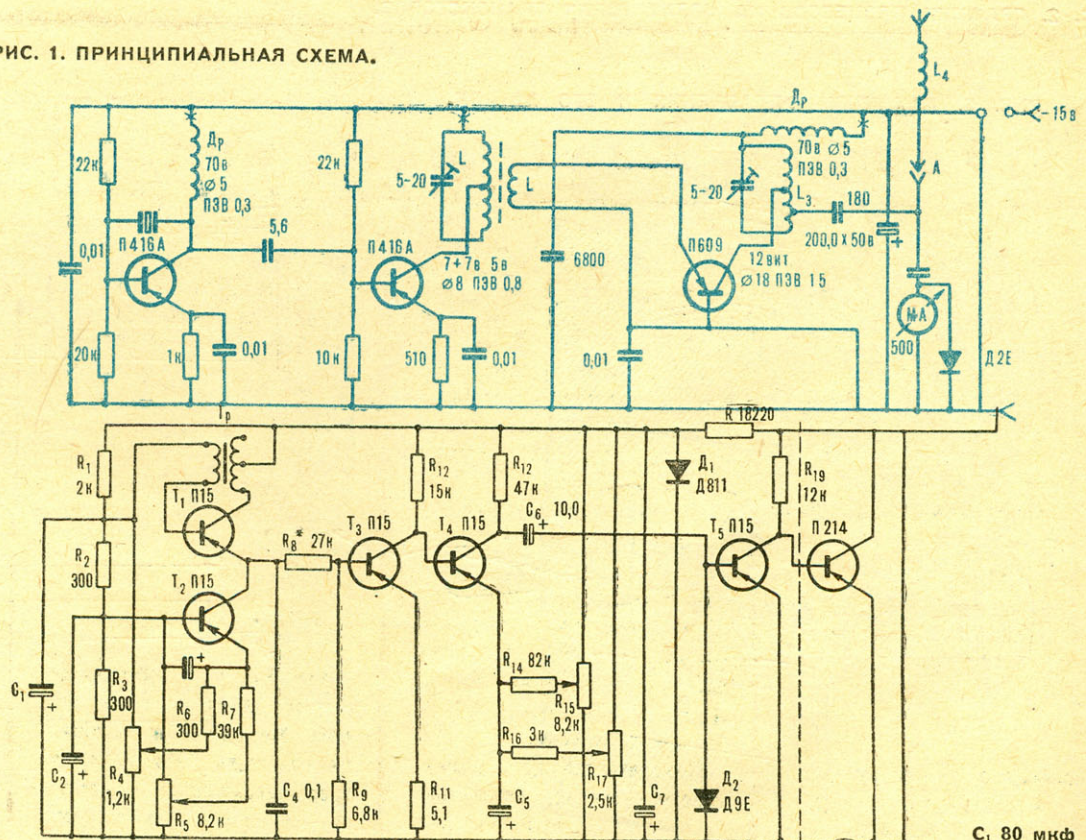 РИС. 1. ПРИНЦИПИАЛЬНАЯ СХЕМА.
L4
Др
-15в
22к
Др
70в
⌀5
ПЗВ 0,3
22к
5-20
L
L
70в ⌀5
ПЗВ 0,3
5-20
L3
180
А
П416А
0,01
5,6
П416А
7+7в 5в
⌀8 ПЗВ 0,8
6800
П609
12вит
⌀18 ПЗВ 1 5
200,0 х 50в
МА
500
Д2Е
20к
1к
0,01
10к
510
0,01
0,01
Тр
R 18220
R1
2к
T1 П15
R12
15к
R12
47к
Д1
Д811
R19
12к
C6
10,0
R2
300
R8* 27к
T3 П15
T4 П15
T5 П15
П 214
T2 П15
C1
R3
300
R6
300
R7
39к
R14 82к
R15
8,2к
R16 3к
C2
R4
1,2к
R5 8,2к
C4 0,1
R9
6,8к
R11
5,1
C5
R17
2,5к
C7
Д2
Д9Е
C1 80 мкф